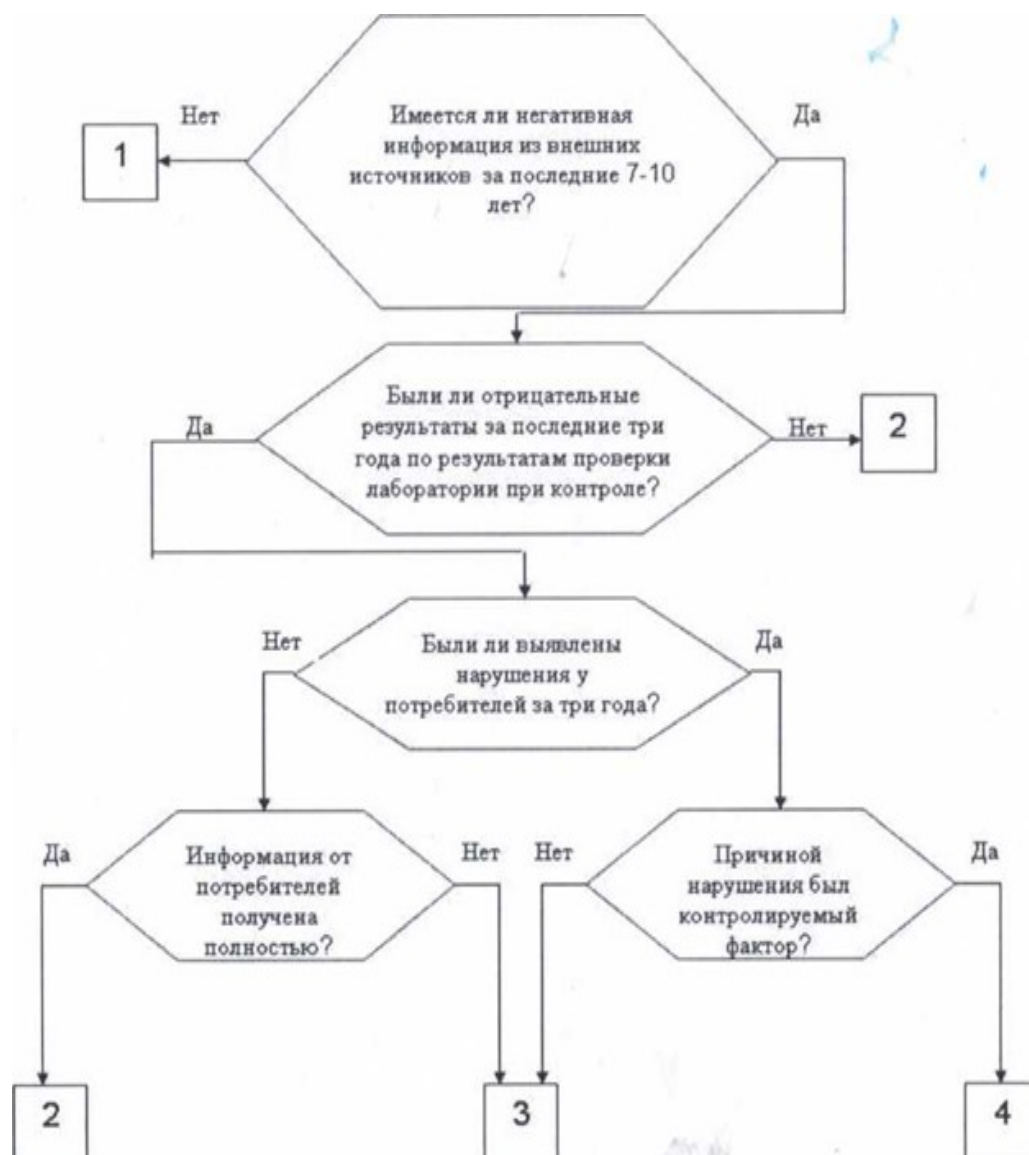 Нет
Да
1
Имеется ли негативная
информация из внешних
источников за последние 7-10
лет?
Да
Нет
2
Были ли отрицательные
результаты за последние три
года по результатам проверки
лаборатории при контроле?
Нет
Да
Были ли выявлены
нарушения у
потребителей за три года?
Да
Нет
Нет
Да
Информация от
потребителей
получена
полностью?
Причиной
нарушения был
контролируемый
фактор?
2
3
4